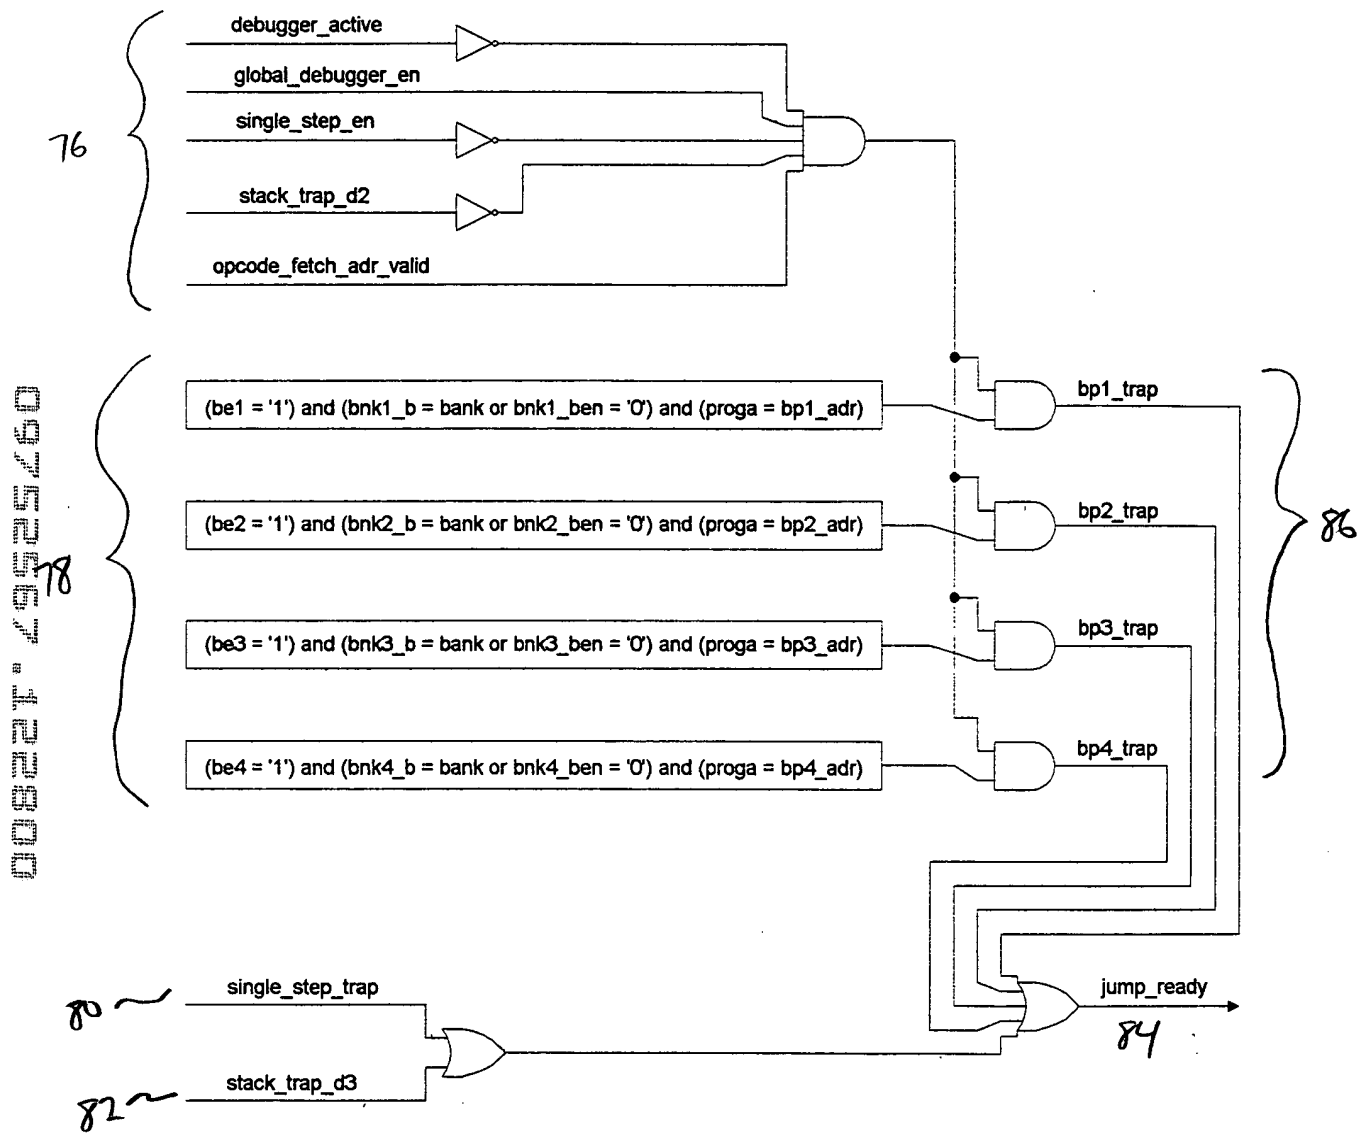 debugger_active
global_debugger_en
single_step_en
76
stack_trap_d2
opcode_fetch_adr_valid
(be1 = '1') and (bnk1_b = bank or bnk1_ben = '0') and (proga = bp1_adr)
bp1_trap
(be2 = '1') and (bnk2_b = bank or bnk2_ben = '0') and (proga = bp2_adr)
bp2_trap
86
78
(be3 = '1') and (bnk3_b = bank or bnk3_ben = '0') and (proga = bp3_adr)
bp3_trap
(be4 = '1') and (bnk4_b = bank or bnk4_ben = '0') and (proga = bp4_adr)
bp4_trap
09752567.122800
80
single_step_trap
jump_ready
84
82
stack_trap_d3